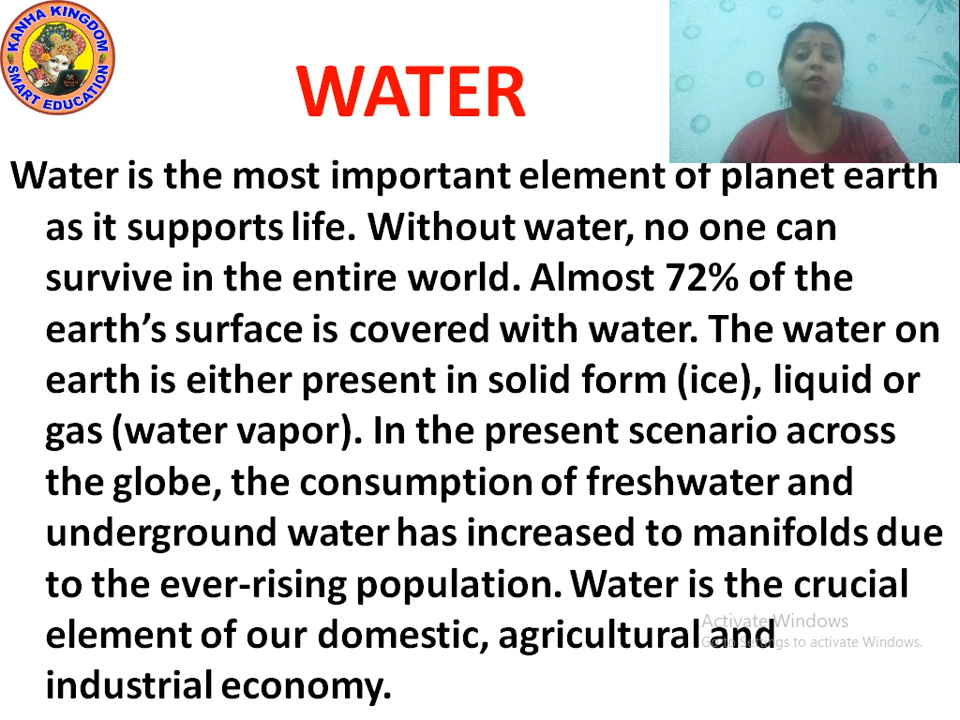 KANHA KINGDOM
SMART EDUCATION
WATER
Water is the most important element of planet earth
as it supports life. Without water, no one can
survive in the entire world. Almost 72% of the
earth’s surface is covered with water. The water on
earth is either present in solid form (ice), liquid or
gas (water vapor). In the present scenario across
the globe, the consumption of freshwater and
underground water has increased to manifolds due
to the ever-rising population. Water is the crucial
element of our domestic, agricultural and
industrial economy.
Activate Windows
Go to Settings to activate Windows.